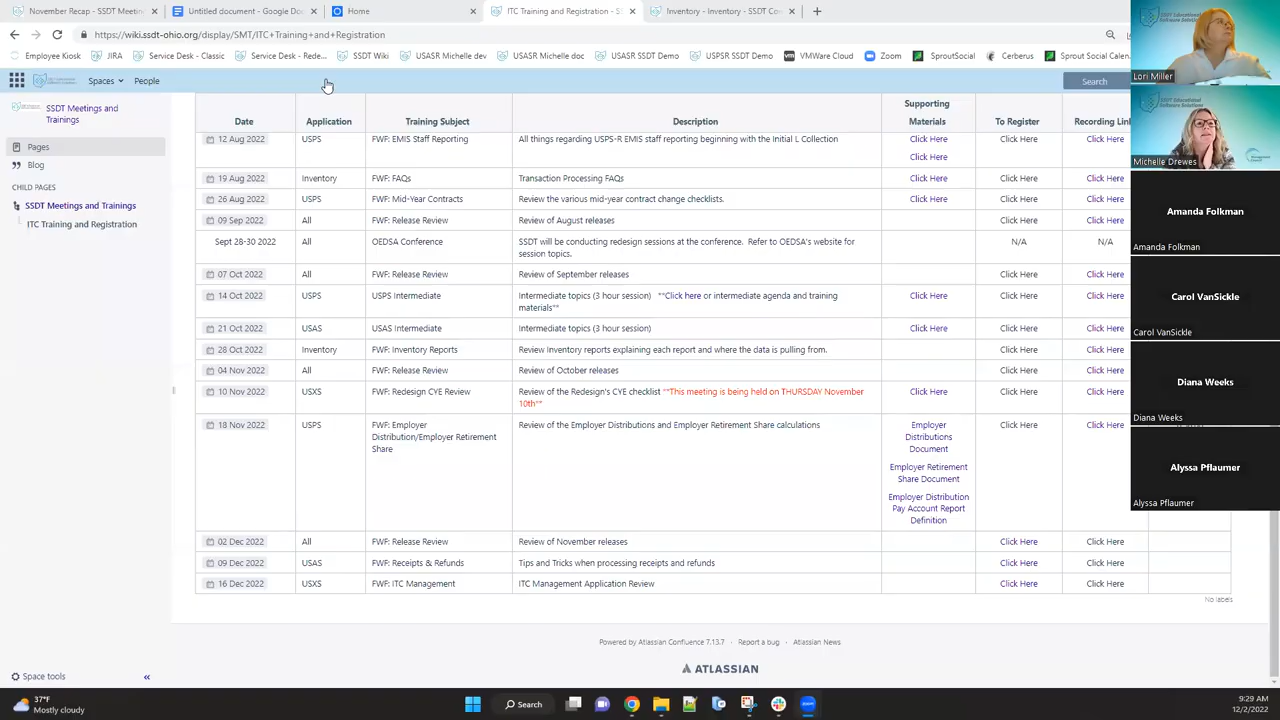 November Recap - SSDT Meetin
Untitled document - Google Doc
Home
ITC Training and Registration - SS
Inventory - Inventory - SSDT Con
https://wiki.ssdt-ohio.org/display/SMT/ITC+Training+and+Registration
Employee Kiosk
JIRA
Service Desk - Classic
Service Desk - Rede...
SSDT Wiki
USASR Michelle dev
USASR Michelle doc
USASR SSDT Demo
USPSR SSDT Demo
VMWare Cloud
Zoom
SproutSocial
Cerberus
Sprout Social Calen
Spaces
People
Search
SSDT Meetings and
Trainings
Pages
Blog
CHILD PAGES
SSDT Meetings and Trainings
ITC Training and Registration
Date
Application
Training Subject
Description
Supporting
Materials
To Register
Recording Lin
12 Aug 2022
USPS
FWF: EMIS Staff Reporting
All things regarding USPS-R EMIS staff reporting beginning with the Initial L Collection
Click Here
Click Here
Click Here
Click Here
19 Aug 2022
Inventory
FWF: FAQs
Transaction Processing FAQs
Click Here
Click Here
Click Here
26 Aug 2022
USPS
FWF: Mid-Year Contracts
Review the various mid-year contract change checklists.
Click Here
Click Here
Click Here
09 Sep 2022
All
FWF: Release Review
Review of August releases
Click Here
Click Here
Sept 28-30 2022
All
OEDSA Conference
SSDT will be conducting redesign sessions at the conference. Refer to OEDSA's website for
session topics.
N/A
N/A
07 Oct 2022
All
FWF: Release Review
Review of September releases
Click Here
Click Here
14 Oct 2022
USPS
USPS Intermediate
Intermediate topics (3 hour session) **Click here or intermediate agenda and training
materials**
Click Here
Click Here
Click Here
21 Oct 2022
USAS
USAS Intermediate
Intermediate topics (3 hour session)
Click Here
Click Here
Click Here
28 Oct 2022
Inventory
FWF: Inventory Reports
Review Inventory reports explaining each report and where the data is pulling from.
Click Here
Click Here
04 Nov 2022
All
FWF: Release Review
Review of October releases
Click Here
Click Here
10 Nov 2022
USXS
FWF: Redesign CYE Review
Review of the Redesign's CYE checklist **This meeting is being held on THURSDAY November
10th**
Click Here
Click Here
Click Here
18 Nov 2022
USPS
FWF: Employer
Distribution/Employer Retirement
Share
Review of the Employer Distributions and Employer Retirement Share calculations
Employer
Distributions
Document
Employer Retirement
Share Document
Employer Distribution
Pay Account Report
Definition
Click Here
Click Here
02 Dec 2022
All
FWF: Release Review
Review of November releases
Click Here
Click Here
09 Dec 2022
USAS
FWF: Receipts & Refunds
Tips and Tricks when processing receipts and refunds
Click Here
Click Here
16 Dec 2022
USXS
FWF: ITC Management
ITC Management Application Review
Click Here
Click Here
No labels
Powered by Atlassian Confluence 7.13.7 · Report a bug · Atlassian News
ATLASSIAN
Space tools
Lori Miller
Michelle Drewes
Amanda Folkman
Amanda Folkman
Carol VanSickle
Carol VanSickle
Diana Weeks
Diana Weeks
Alyssa Pflaumer
Alyssa Pflaumer
37°F
Mostly cloudy
Search
9:29 AM
12/2/2022